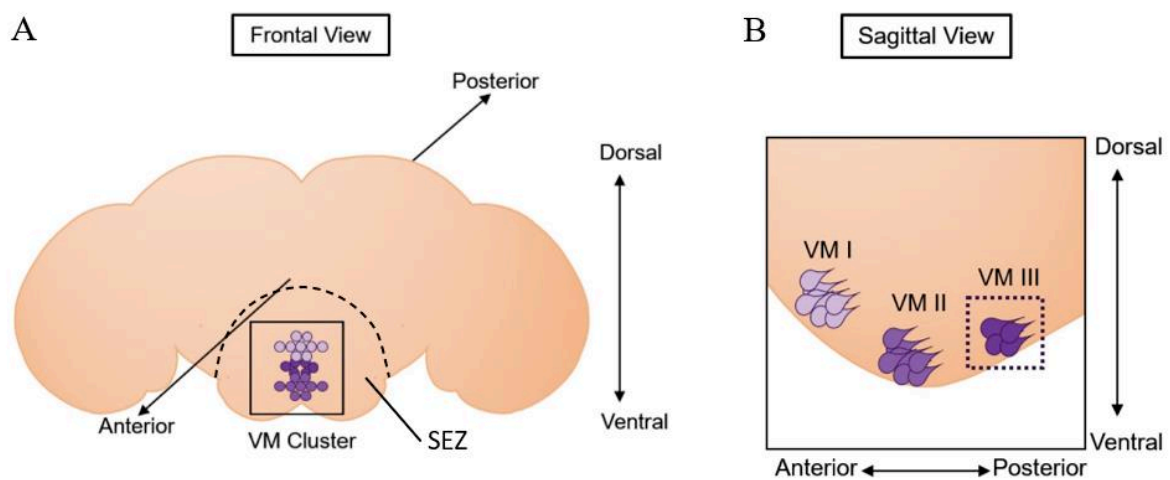 A
Frontal View
Posterior
Dorsal
Ventral
Anterior
VM Cluster
SEZ
B
Sagittal View
Dorsal
VM I
VM II
VM III
Ventral
Anterior
Posterior